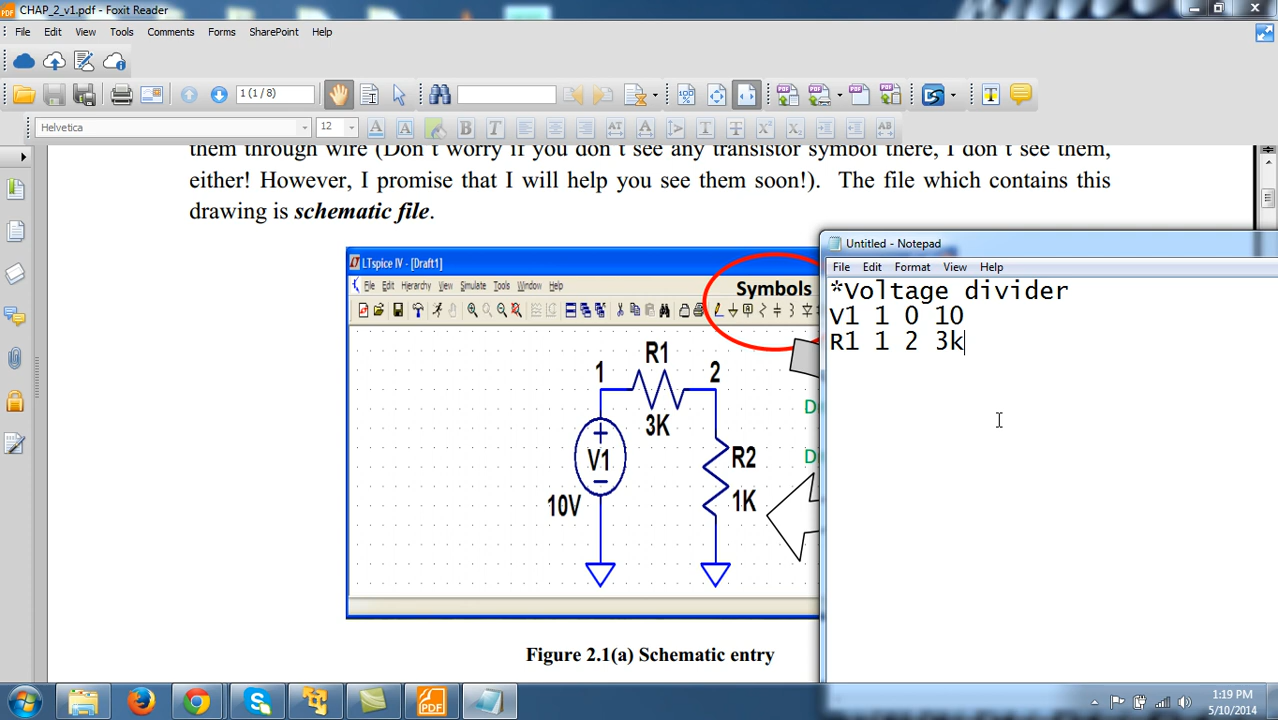 CHAP_2_v1.pdf - Foxit Reader
File Edit View Tools Comments Forms SharePoint Help
1 (1 / 8)
Helvetica 12
them through wire (Don't worry if you don't see any transistor symbol there, I don't see them,
either! However, I promise that I will help you see them soon!). The file which contains this
drawing is schematic file.
LTspice IV - [Draft1]
File Edit Hierarchy View Simulate Tools Window Help
Symbols
1
R1
2
3K
V1
10V
R2
1K
D
D
Figure 2.1(a) Schematic entry
Untitled - Notepad
File Edit Format View Help
*Voltage divider
V1 1 0 10
R1 1 2 3k
1:19 PM
5/10/2014